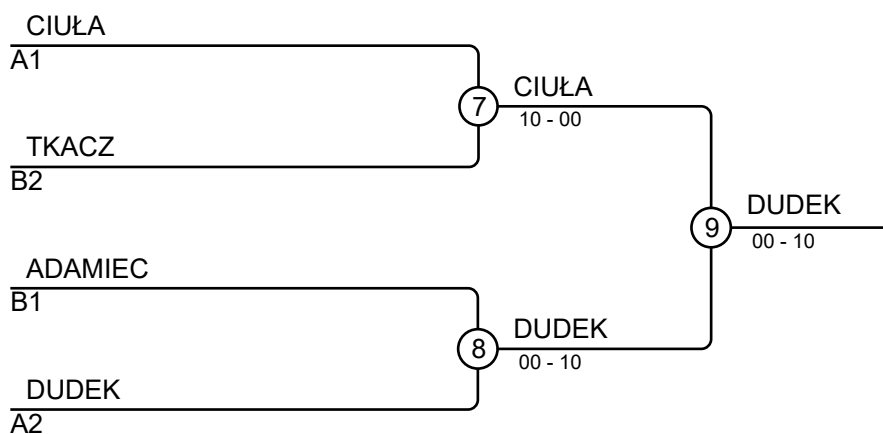 CIUŁA
A1
7
CIUŁA
10 - 00
TKACZ
B2
9
DUDEK
00 - 10
ADAMIEC
B1
8
DUDEK
00 - 10
DUDEK
A2